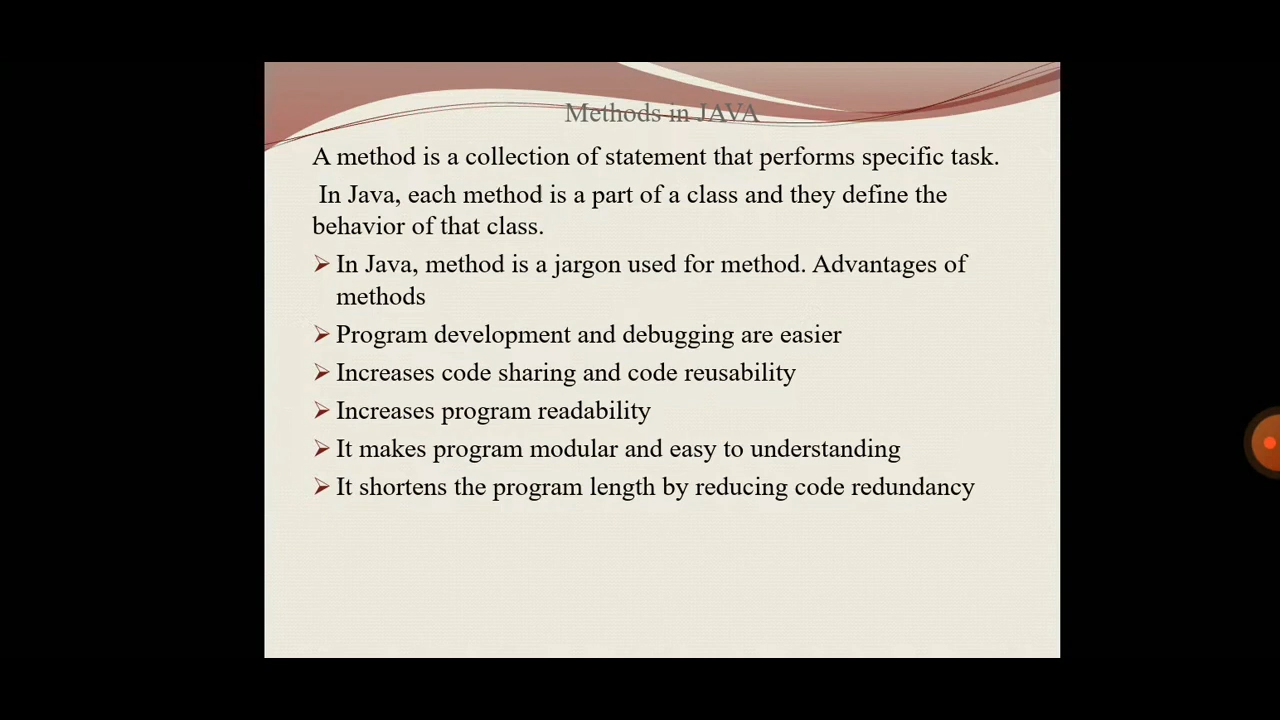 Methods in JAVA
A method is a collection of statement that performs specific task.
In Java, each method is a part of a class and they define the
behavior of that class.
In Java, method is a jargon used for method. Advantages of
methods
Program development and debugging are easier
Increases code sharing and code reusability
Increases program readability
It makes program modular and easy to understanding
It shortens the program length by reducing code redundancy